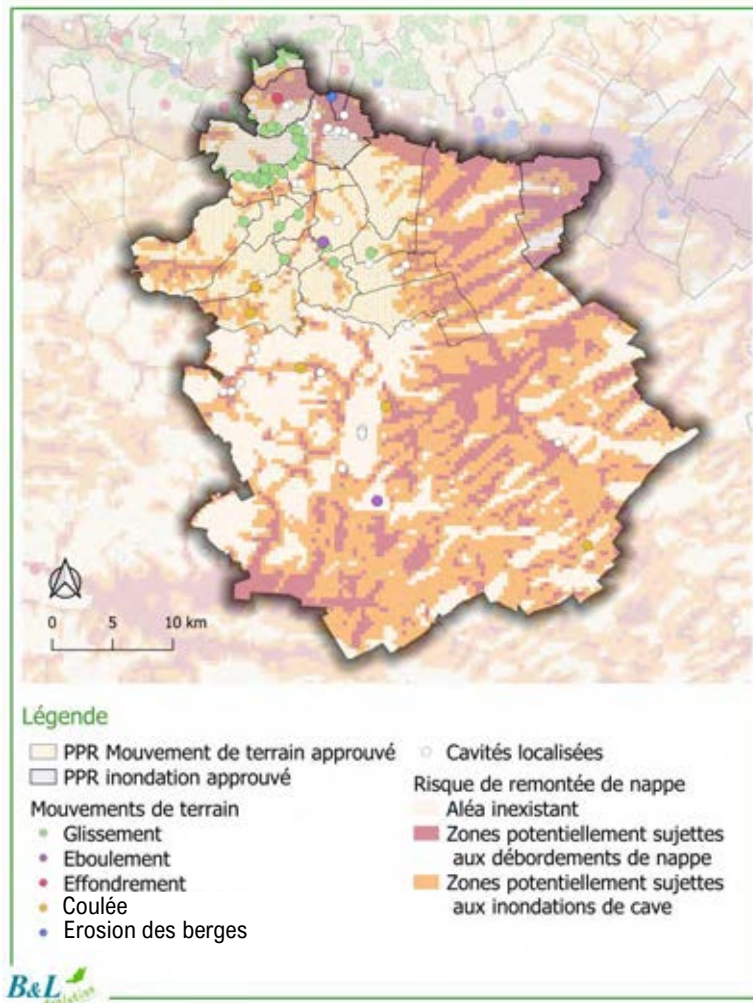 0 5 10 km
Légende
PPR Mouvement de terrain approuvé
PPR inondation approuvé
Mouvements de terrain
Glissement
Eboulement
Effondrement
Coulée
Erosion des berges
Cavités localisées
Risque de remontée de nappe
Aléa inexistant
Zones potentiellement sujettes
aux débordements de nappe
Zones potentiellement sujettes
aux inondations de cave
B&L